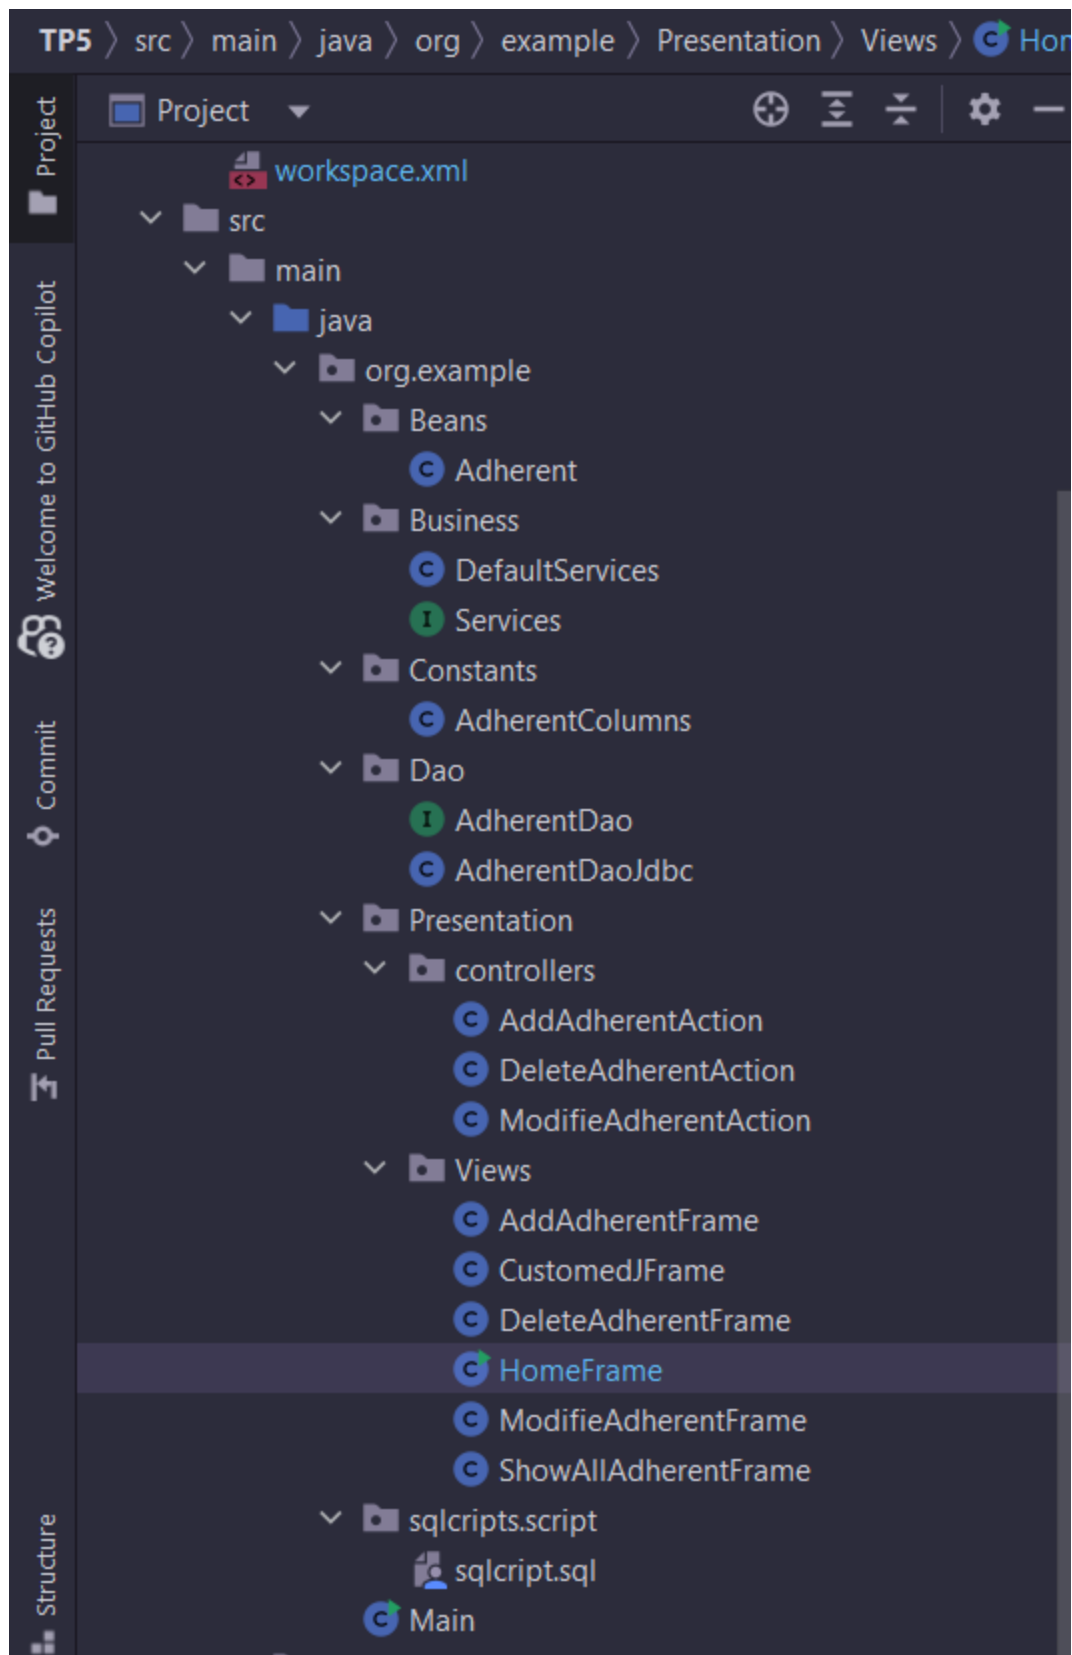 TP5 src main java org example Presentation Views Hom
Project
Project
workspace.xml
src
main
java
org.example
Beans
Adherent
Business
DefaultServices
Services
Constants
AdherentColumns
Dao
AdherentDao
AdherentDaoJdbc
Presentation
controllers
AddAdherentAction
DeleteAdherentAction
ModifieAdherentAction
Views
AddAdherentFrame
CustomedJFrame
DeleteAdherentFrame
HomeFrame
ModifieAdherentFrame
ShowAllAdherentFrame
sqlcripts.script
sqlcript.sql
Main
Welcome to GitHub Copilot
Commit
Pull Requests
Structure